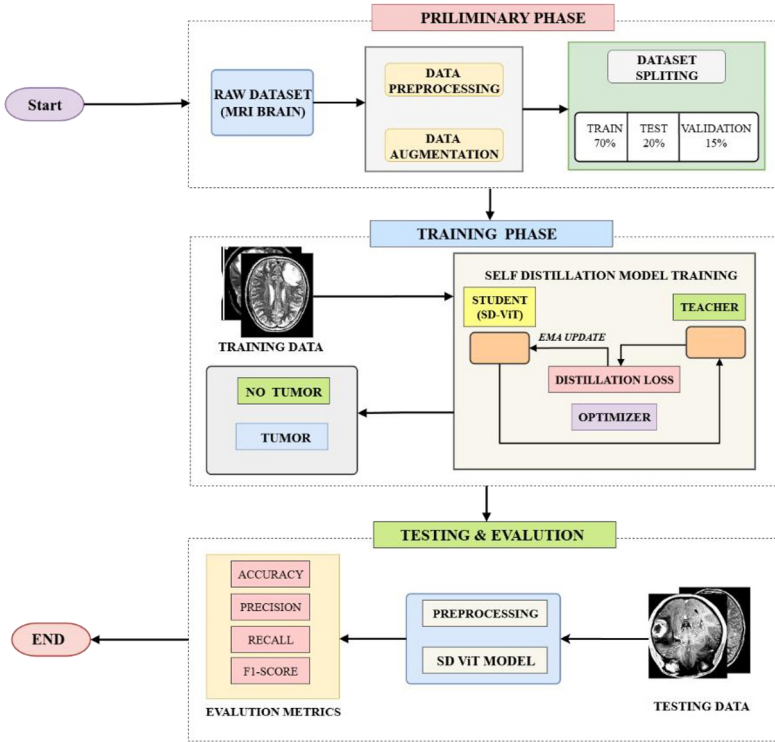 PRILIMINARY PHASE
Start
RAW DATASET
(MRI BRAIN)
DATA
PREPROCESSING
DATA
AUGMENTATION
DATASET
SPLITING
TRAIN
70%
TEST
20%
VALIDATION
15%
TRAINING PHASE
TRAINING DATA
SELF DISTILLATION MODEL TRAINING
STUDENT
(SD-ViT)
TEACHER
EMA UPDATE
DISTILLATION LOSS
OPTIMIZER
NO TUMOR
TUMOR
TESTING & EVALUTION
ACCURACY
PRECISION
RECALL
F1-SCORE
EVALUTION METRICS
PREPROCESSING
SD ViT MODEL
TESTING DATA
END